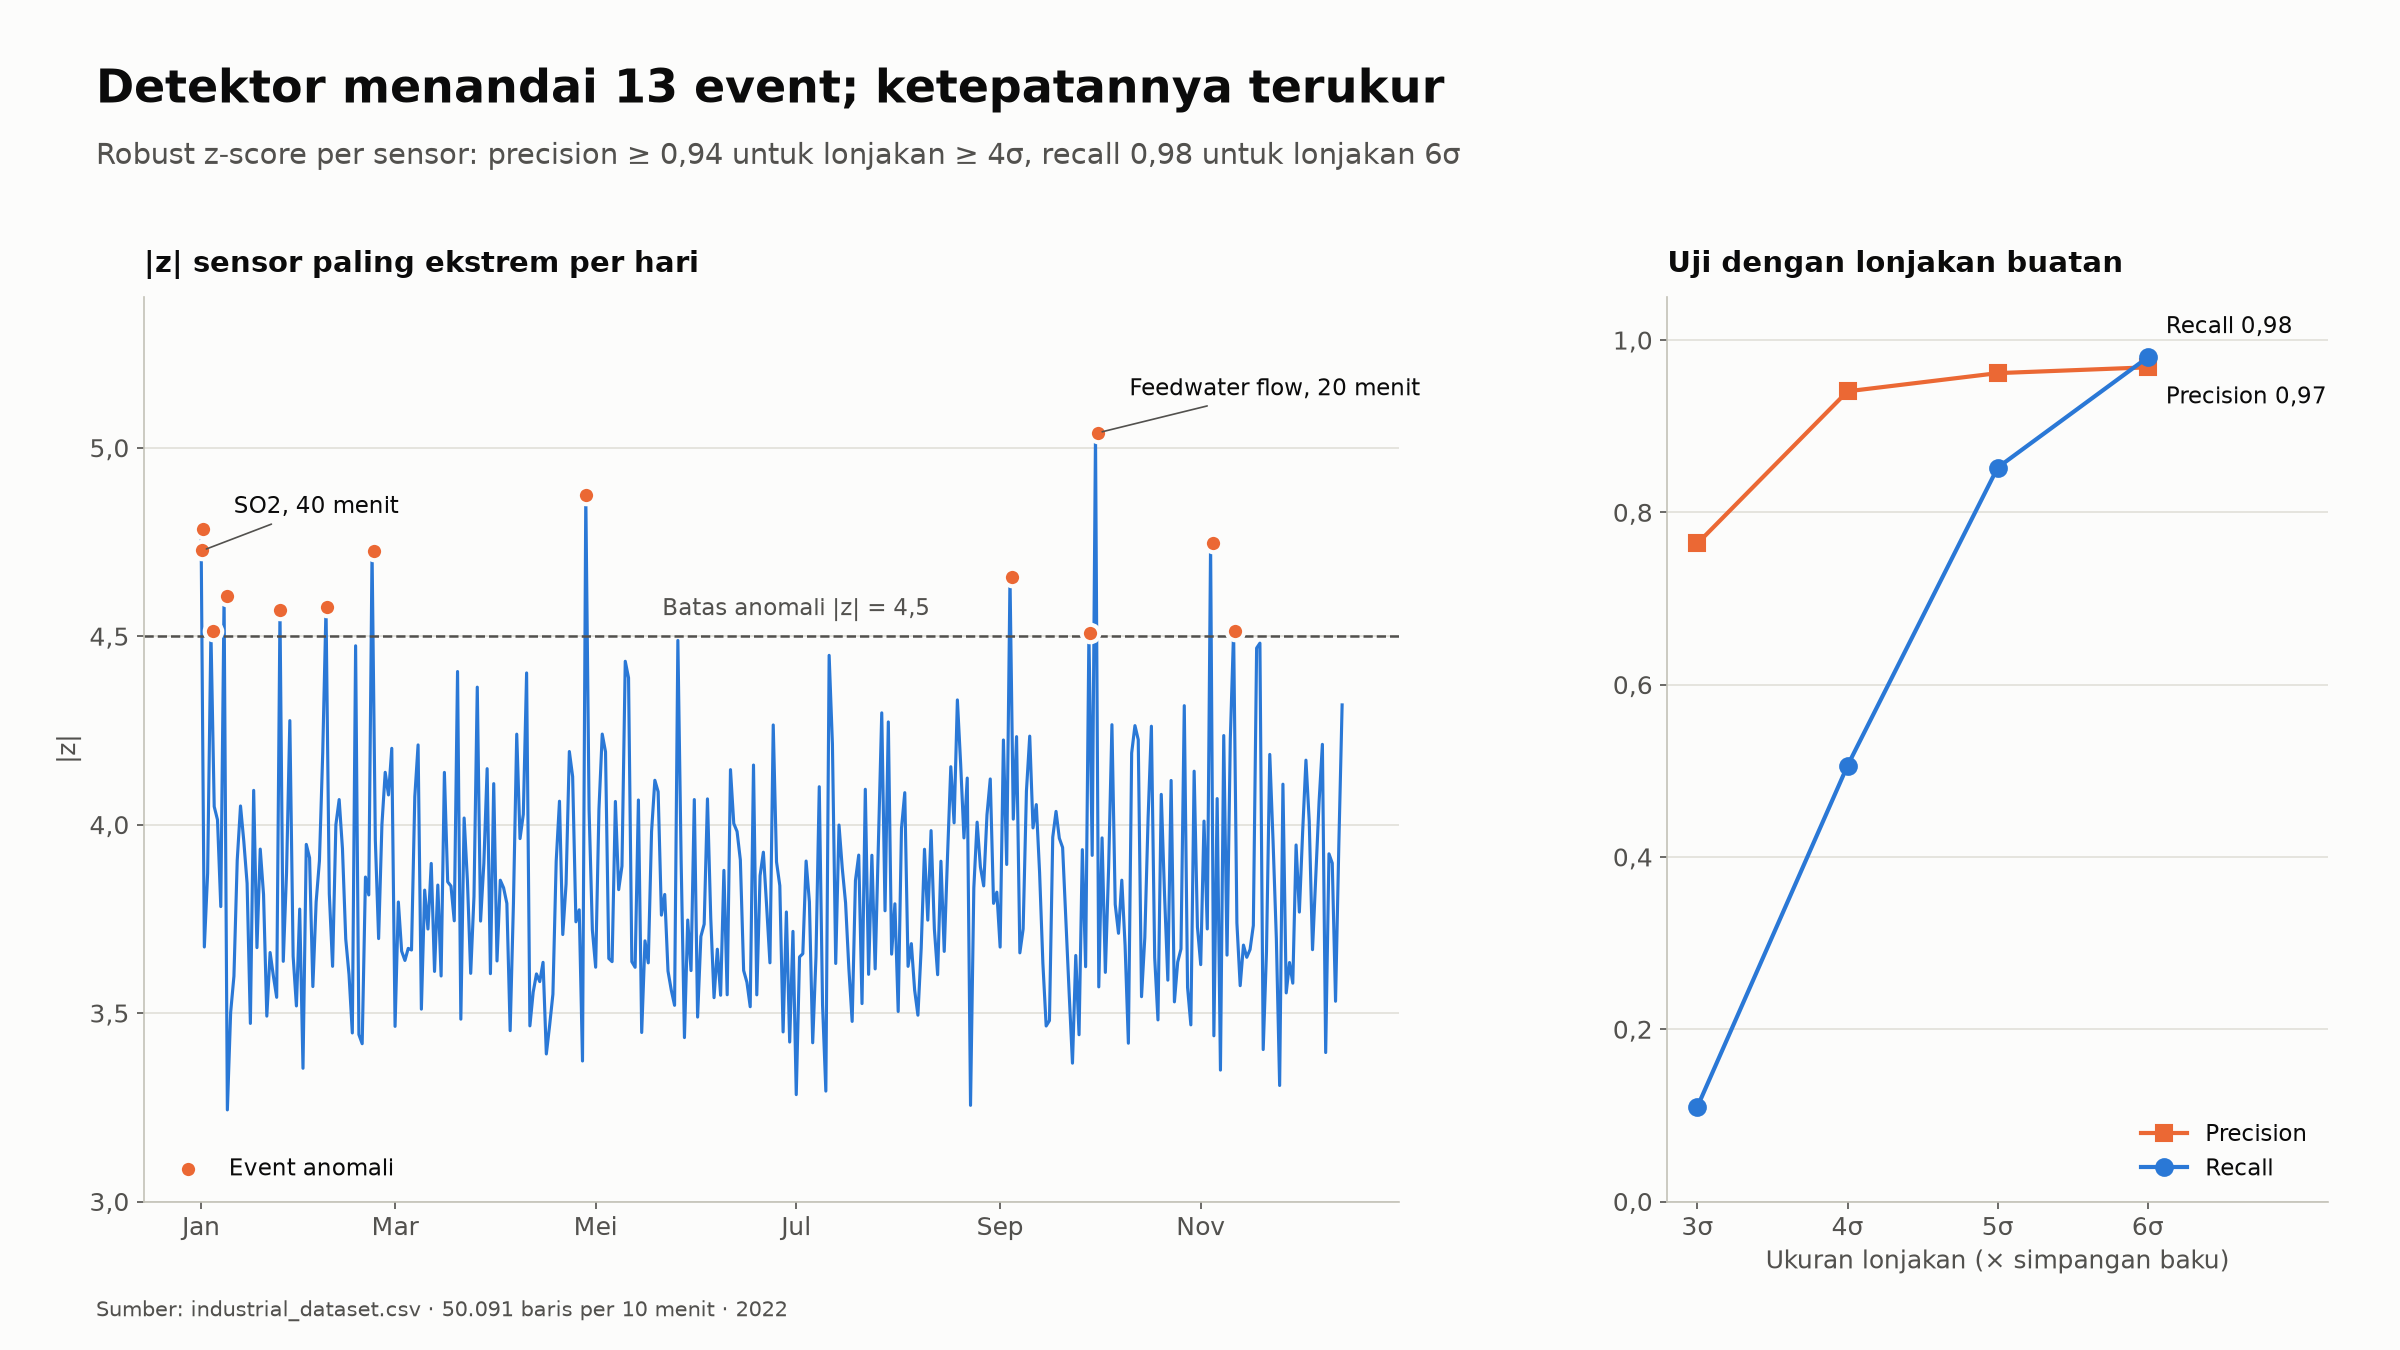 Detektor menandai 13 event; ketepatannya terukur
Robust z-score per sensor: precision ≥ 0,94 untuk lonjakan ≥ 4σ, recall 0,98 untuk lonjakan 6σ
|z| sensor paling ekstrem per hari
Feedwater flow, 20 menit
SO2, 40 menit
Batas anomali |z| = 4,5
5,0
4,5
4,0
3,5
3,0
|z|
Event anomali
Jan
Mar
Mei
Jul
Sep
Nov
Uji dengan lonjakan buatan
Recall 0,98
Precision 0,97
1,0
0,8
0,6
0,4
0,2
0,0
Precision
Recall
3σ
4σ
5σ
6σ
Ukuran lonjakan (× simpangan baku)
Sumber: industrial_dataset.csv · 50.091 baris per 10 menit · 2022